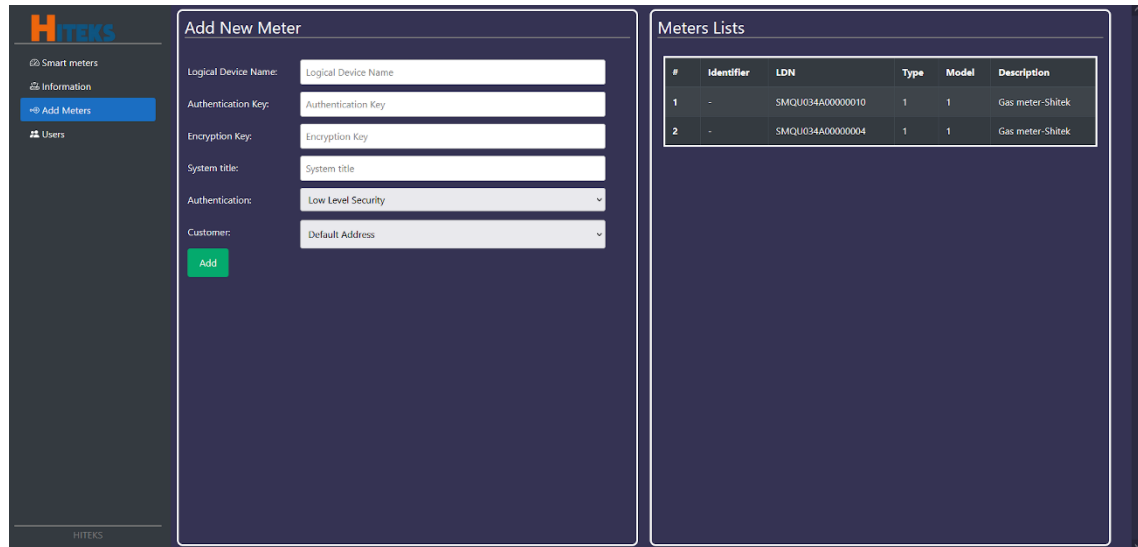 HITEKS
Smart meters
Information
Add Meters
Users
HITEKS
Add New Meter
Logical Device Name: Logical Device Name
Authentication Key: Authentication Key
Encryption Key: Encryption Key
System title: System title
Authentication: Low Level Security
Customer: Default Address
Add
Meters Lists
# Identifier LDN Type Model Description
1 - SMQU034A00000010 1 1 Gas meter-Shitek
2 - SMQU034A00000004 1 1 Gas meter-Shitek